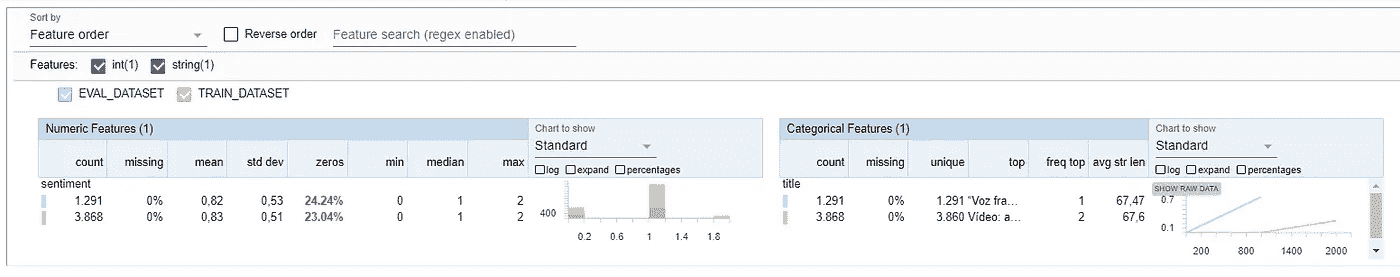 Sort by
Feature order
Reverse order
Feature search (regex enabled)
Features: int(1) string(1)
EVAL_DATASET TRAIN_DATASET
Numeric Features (1)
Chart to show
Standard
count missing mean std dev zeros min median max
log expand percentages
sentiment
1.291 0% 0,82 0,53 24.24% 0 1 2
3.868 0% 0,83 0,51 23.04% 0 1 2
400
0.2 0.6 1 1.4 1.8
Categorical Features (1)
Chart to show
Standard
count missing unique top freq top avg str len
log expand percentages
title
1.291 0% 1.291 "Voz fra… 1 67,47
3.868 0% 3.860 Vídeo: a… 2 67,6
SHOW RAW DATA
0.7
0.1
200 800 1400 2000